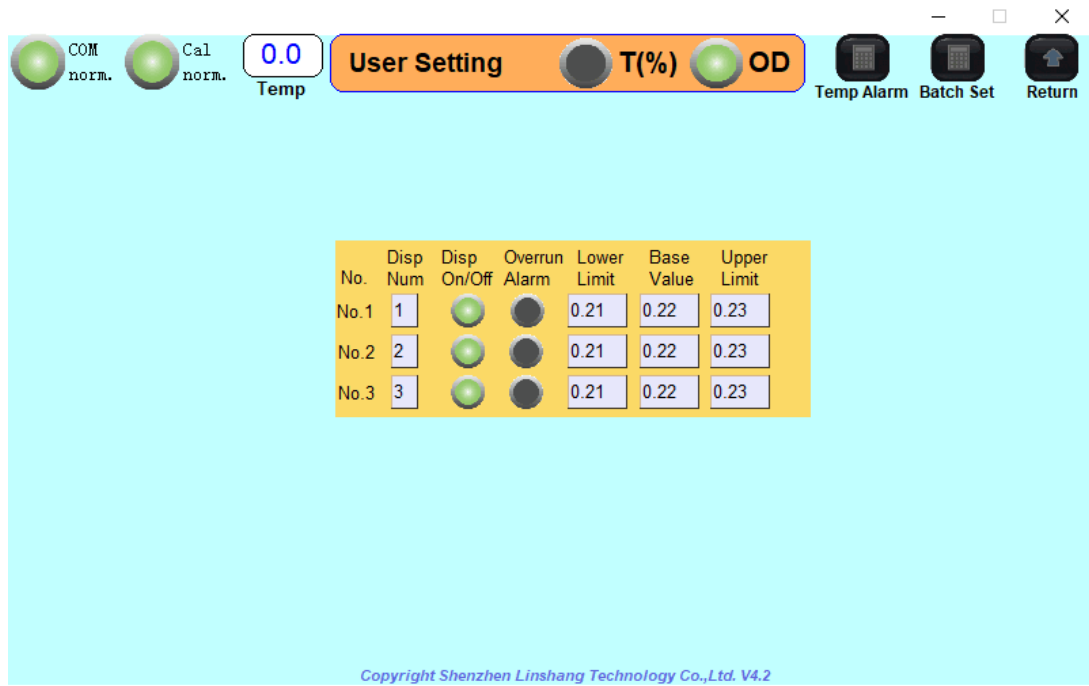 COM norm.
Cal norm.
0.0
Temp
User Setting T(%) OD
Temp Alarm Batch Set Return
No. Disp Num Disp On/Off Overrun Alarm Lower Limit Base Value Upper Limit
No.1 1 0.21 0.22 0.23
No.2 2 0.21 0.22 0.23
No.3 3 0.21 0.22 0.23
Copyright Shenzhen Linshang Technology Co.,Ltd. V4.2